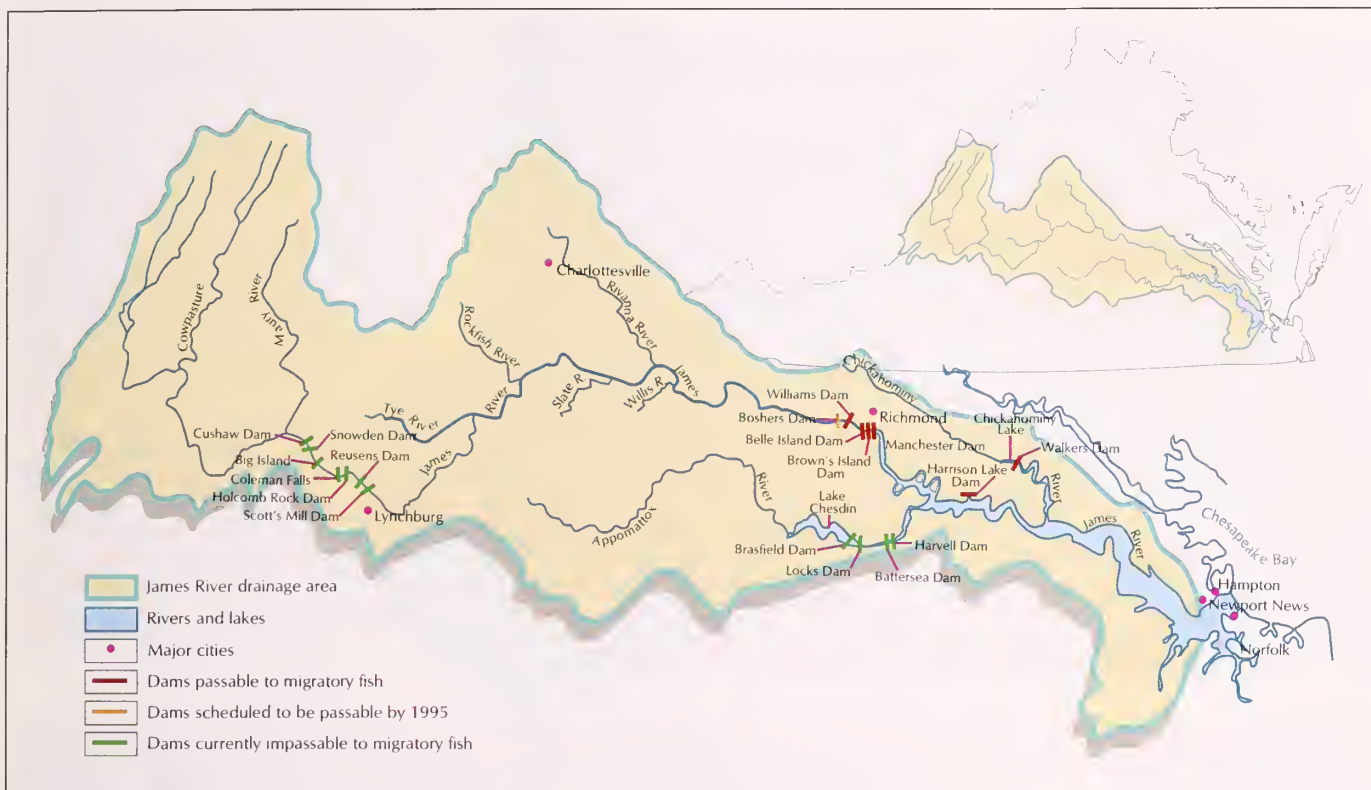 Charlottesville
Cowpasture
Maury
River
Rockfish River
Rivanna River
Tye River
River
Slate R.
Willis R.
James
James
Chickahominy
River
Williams Dam
Boshers Dam
Richmond
Belle Island Dam
Manchester Dam
Brown's Island
Dam
Chickahominy
Lake
Walkers Dam
Harrison Lake
Dam
Cushaw Dam
Snowden Dam
Big Island
Reusens Dam
Coleman Falls
Holcomb Rock Dam
Scott's Mill Dam
Lynchburg
Appomattox
River
Lake
Chesdin
Brasfield Dam
Locks Dam
Battersea Dam
Harvell Dam
James
River
Chesapeake Bay
Hampton
Newport News
Norfolk
James River drainage area
Rivers and lakes
Major cities
Dams passable to migratory fish
Dams scheduled to be passable by 1995
Dams currently impassable to migratory fish